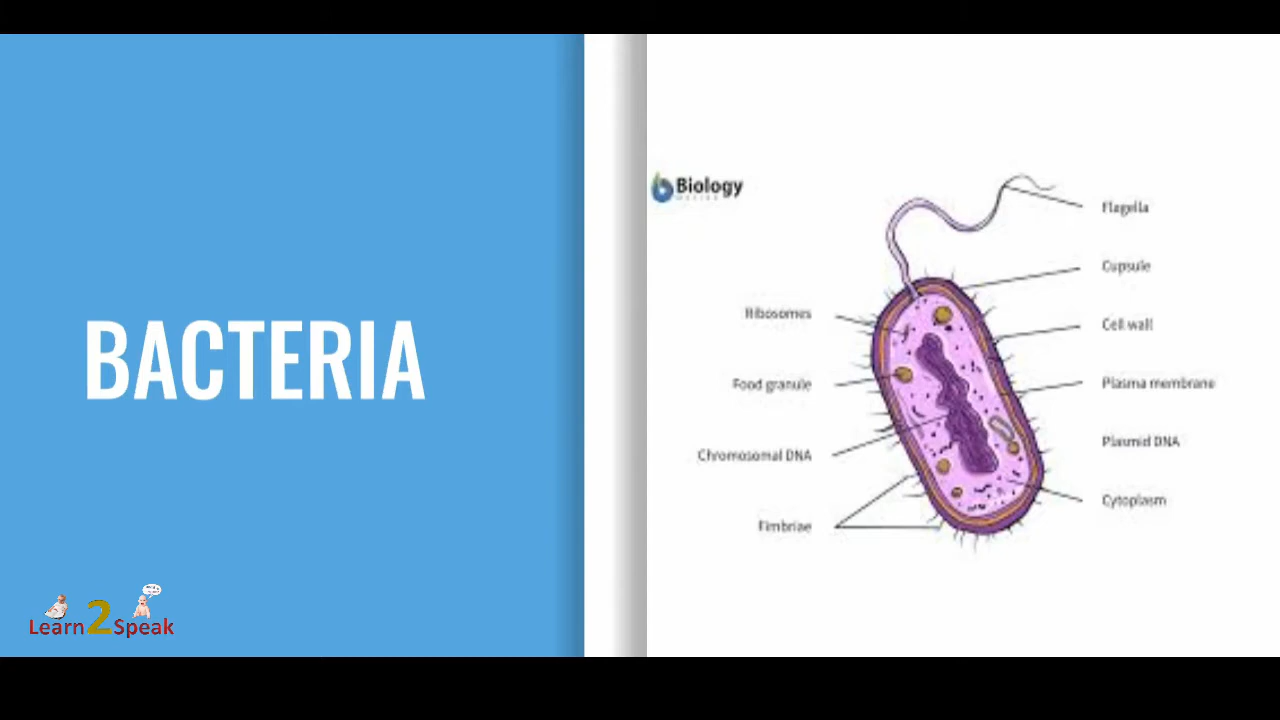 BACTERIA
Learn 2 Speak
Biology
Flagella
Cupsule
Ribosomes
Cell wall
Food granule
Plasma membrane
Plasmid DNA
Chromosomal DNA
Cytoplasm
Fimbriae